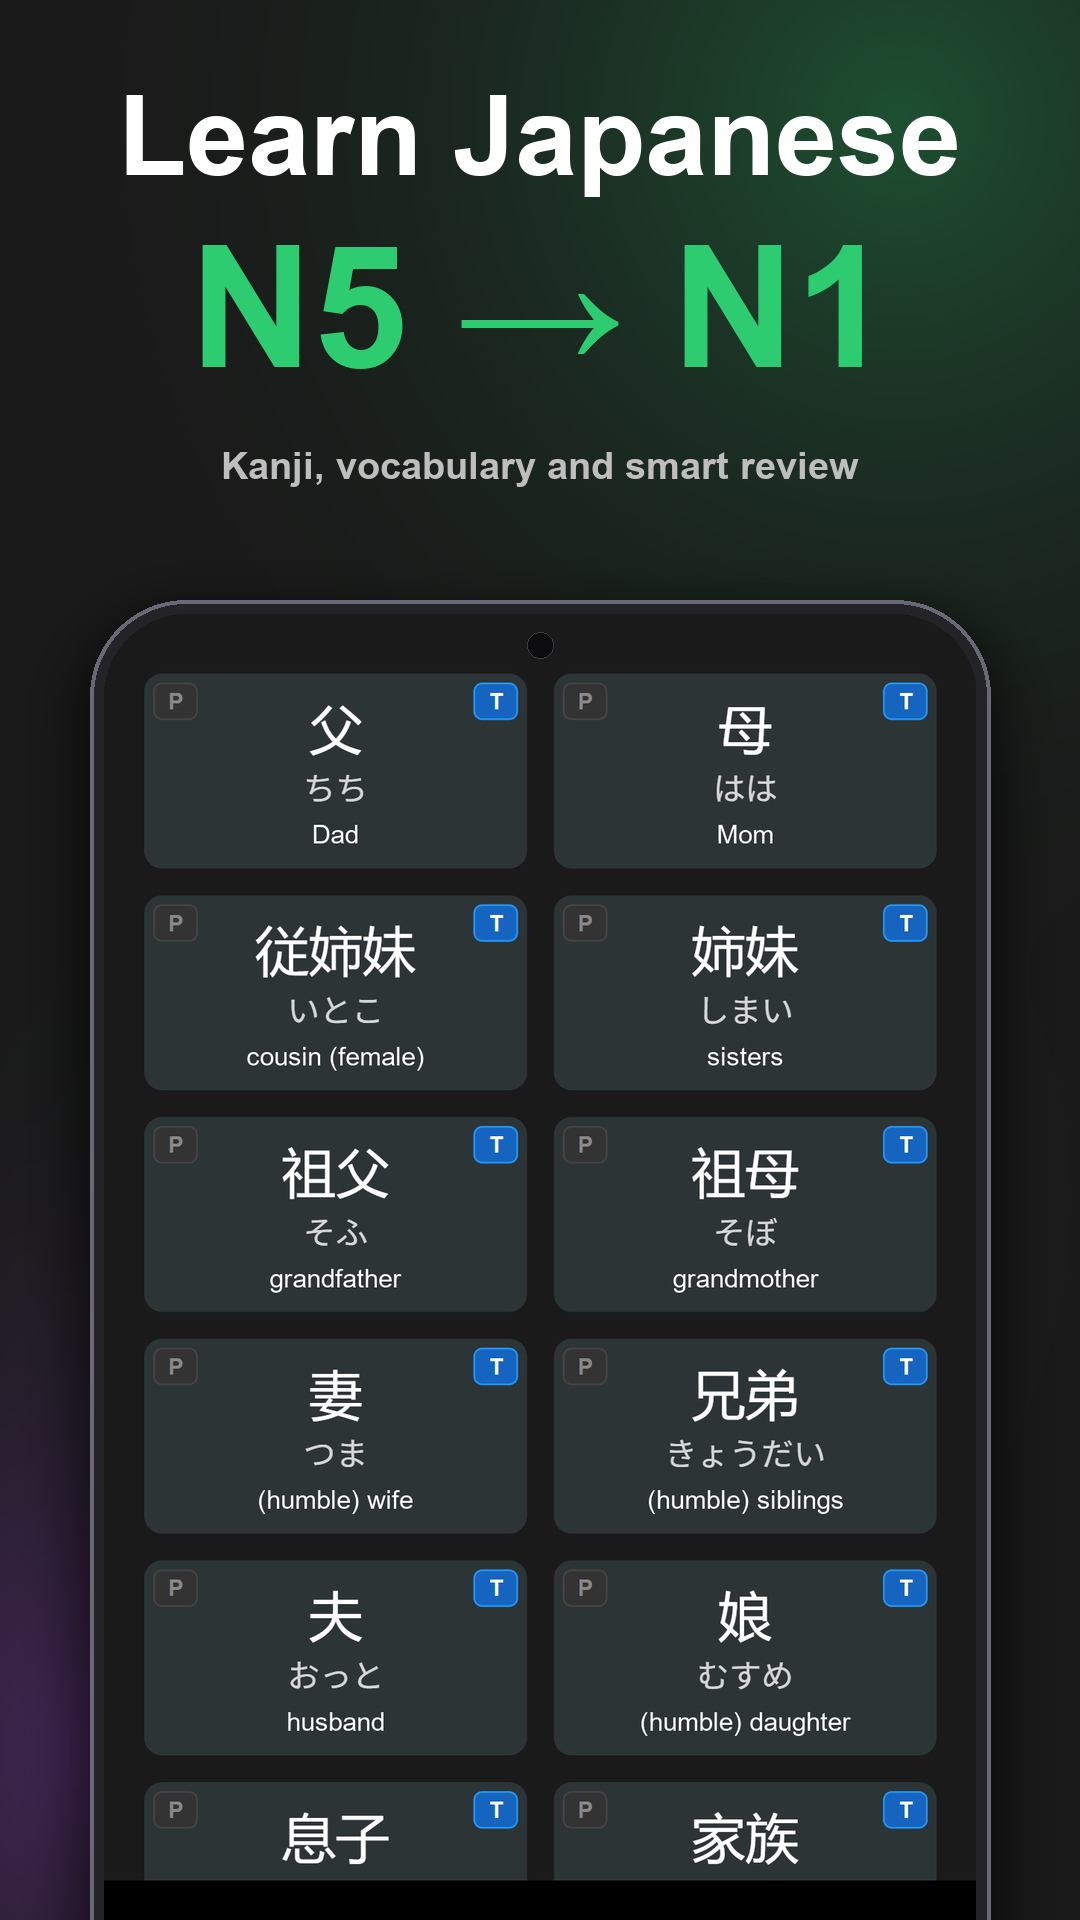 Learn Japanese
N5 → N1
Kanji, vocabulary and smart review
P
T
父
ちち
Dad
P
T
母
はは
Mom
P
T
従姉妹
いとこ
cousin (female)
P
T
姉妹
しまい
sisters
P
T
祖父
そふ
grandfather
P
T
祖母
そぼ
grandmother
P
T
妻
つま
(humble) wife
P
T
兄弟
きょうだい
(humble) siblings
P
T
夫
おっと
husband
P
T
娘
むすめ
(humble) daughter
P
T
息子
P
T
家族